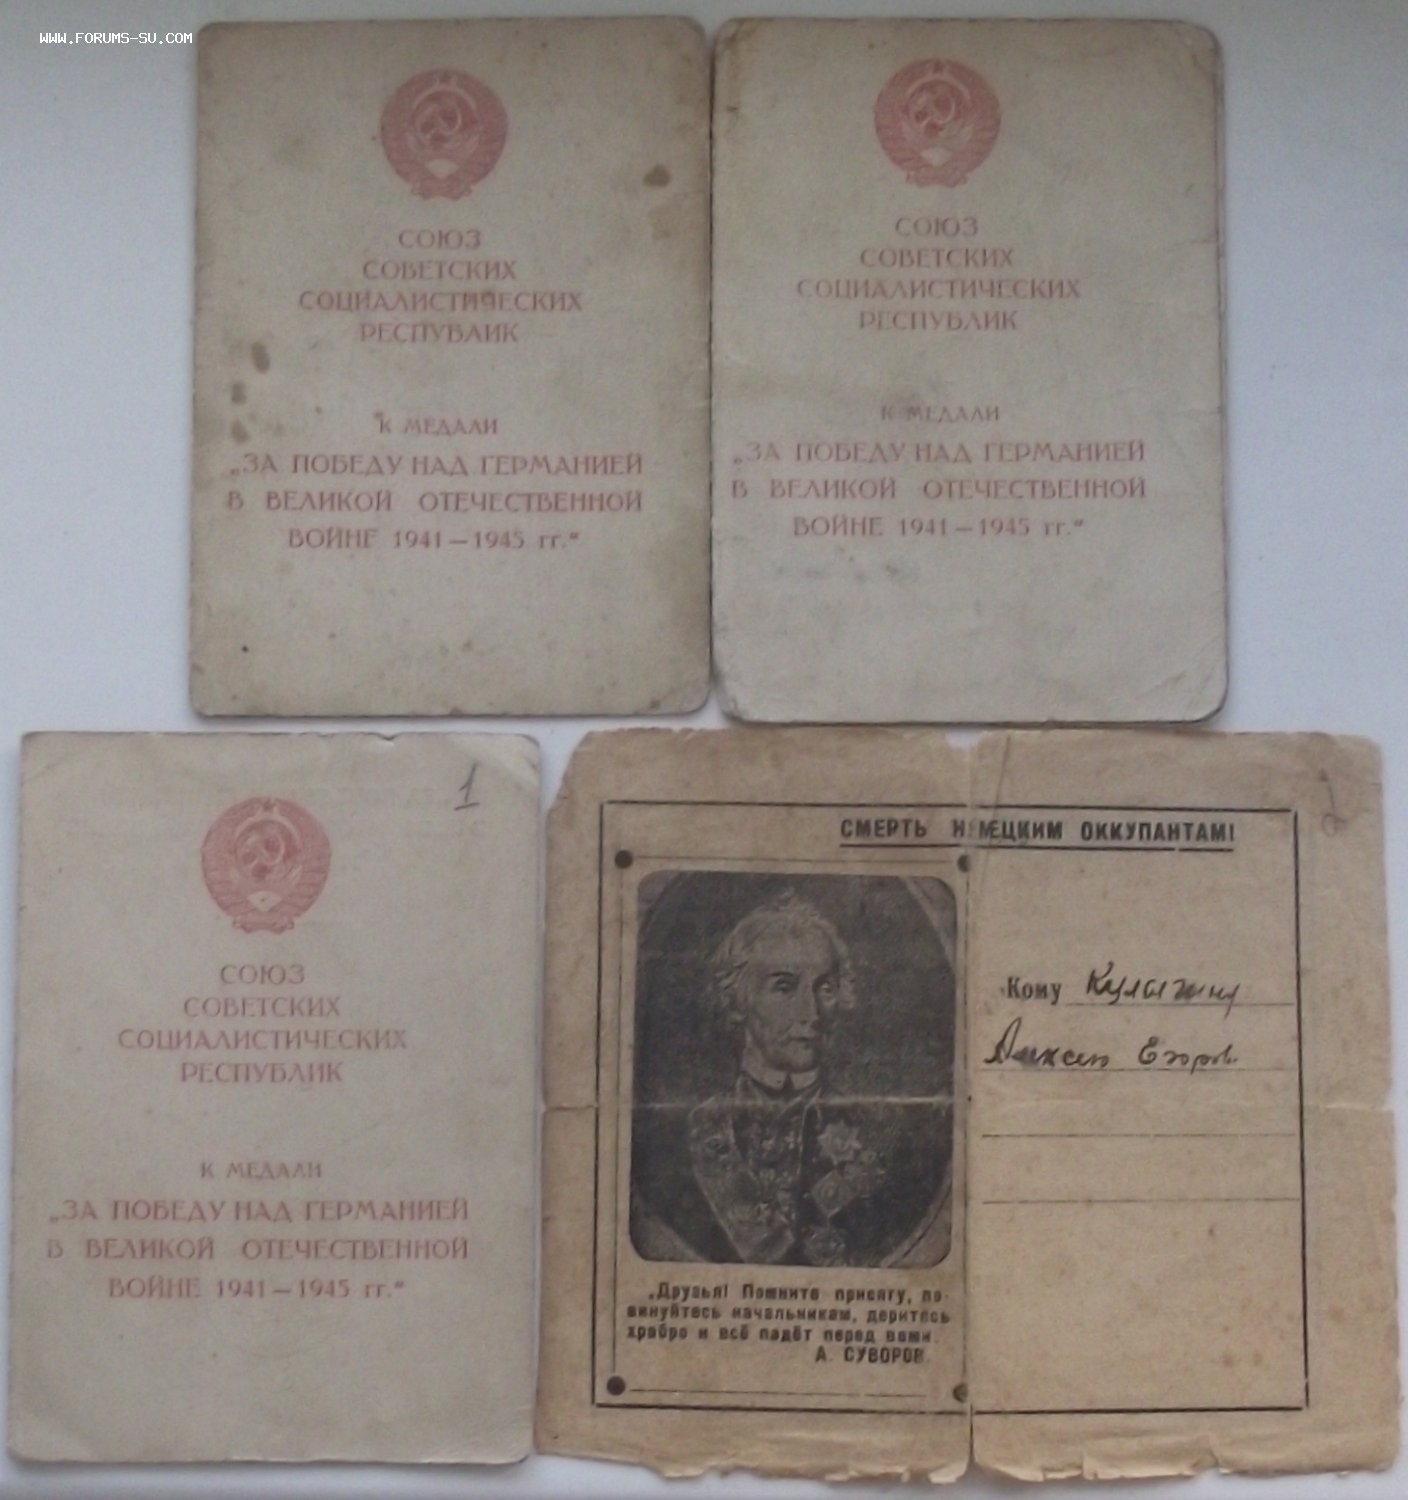 WWW.FORUMS-SU.COM
СОЮЗ
СОВЕТСКИХ
СОЦИАЛИСТИЧЕСКИХ
РЕСПУБЛИК
К МЕДАЛИ
„ЗА ПОБЕДУ НАД ГЕРМАНИЕЙ
В ВЕЛИКОЙ ОТЕЧЕСТВЕННОЙ
ВОЙНЕ 1941—1945 гг.“
СОЮЗ
СОВЕТСКИХ
СОЦИАЛИСТИЧЕСКИХ
РЕСПУБЛИК
К МЕДАЛИ
„ЗА ПОБЕДУ НАД ГЕРМАНИЕЙ
В ВЕЛИКОЙ ОТЕЧЕСТВЕННОЙ
ВОЙНЕ 1941—1945 гг.“
1
СОЮЗ
СОВЕТСКИХ
СОЦИАЛИСТИЧЕСКИХ
РЕСПУБЛИК
К МЕДАЛИ
„ЗА ПОБЕДУ НАД ГЕРМАНИЕЙ
В ВЕЛИКОЙ ОТЕЧЕСТВЕННОЙ
ВОЙНЕ 1941—1945 гг.“
СМЕРТЬ НЕМЕЦКИМ ОККУПАНТАМ!
„Друзья! Помните присягу, по-
винуйтесь начальникам, деритесь
храбро и всё падёт перед вами.
А. СУВОРОВ.
Кому Кулыгину
Алексею Егоров